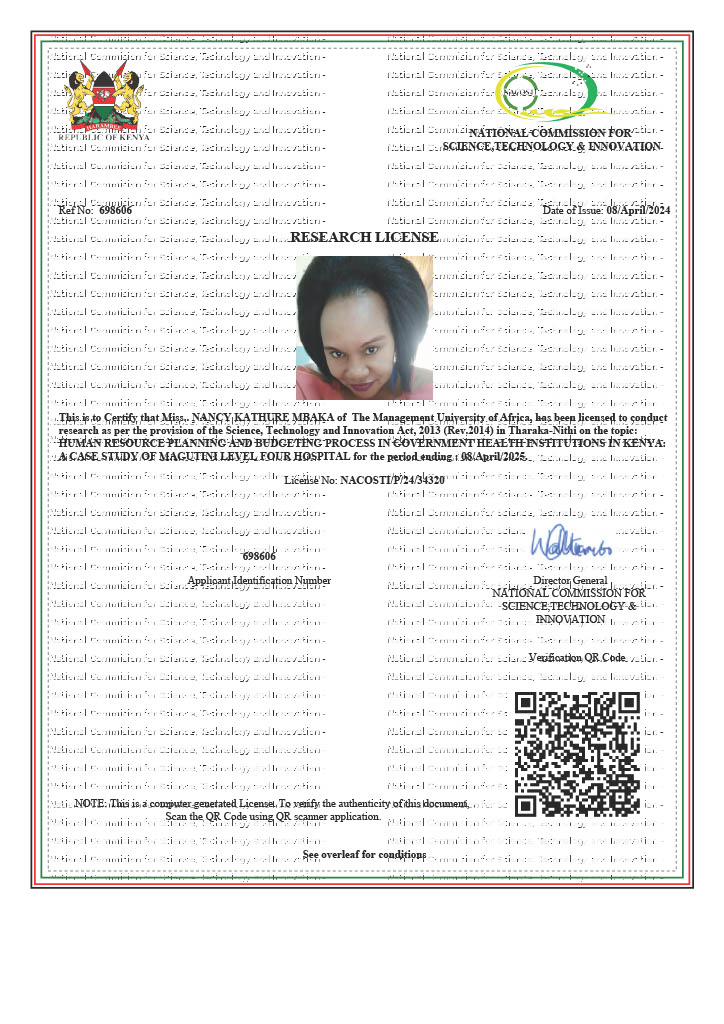 HARAMBEE
REPUBLIC OF KENYA
NACOSTI
NATIONAL COMMISSION FOR
SCIENCE,TECHNOLOGY & INNOVATION
Ref No: 698606
Date of Issue: 08/April/2024
RESEARCH LICENSE
This is to Certify that Miss.. NANCY KATHURE MBAKA of The Management University of Africa, has been licensed to conduct
research as per the provision of the Science, Technology and Innovation Act, 2013 (Rev.2014) in Tharaka-Nithi on the topic:
HUMAN RESOURCE PLANNING AND BUDGETING PROCESS IN GOVERNMENT HEALTH INSTITUTIONS IN KENYA:
A CASE STUDY OF MAGUTINI LEVEL FOUR HOSPITAL for the period ending : 08/April/2025.
License No: NACOSTI/P/24/34320
698606
Applicant Identification Number
Director General
NATIONAL COMMISSION FOR
SCIENCE,TECHNOLOGY &
INNOVATION
Verification QR Code
NOTE: This is a computer generated License. To verify the authenticity of this document,
Scan the QR Code using QR scanner application.
See overleaf for conditions